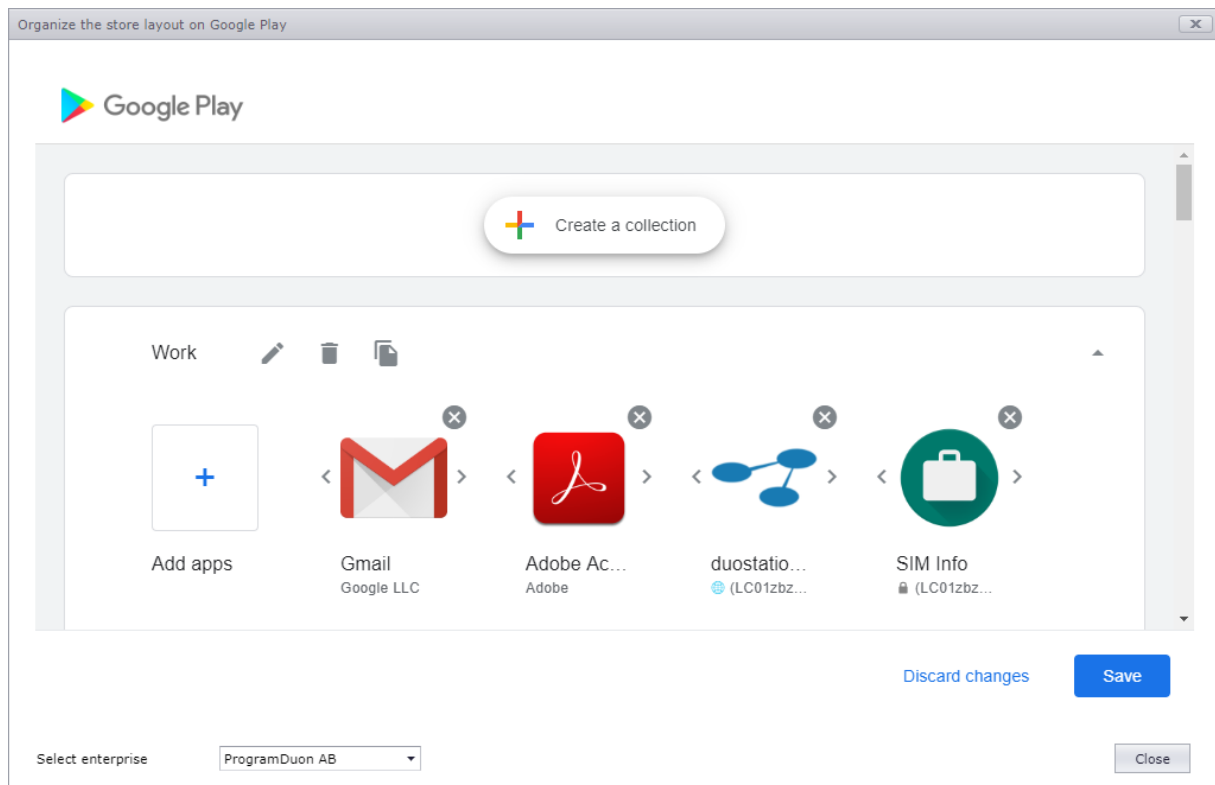 Organize the store layout on Google Play
Google Play
Create a collection
Work
Add apps
Gmail
Google LLC
Adobe Ac...
Adobe
duostatio...
(LC01zbz...
SIM Info
(LC01zbz...
Discard changes
Save
Select enterprise
ProgramDuon AB
Close